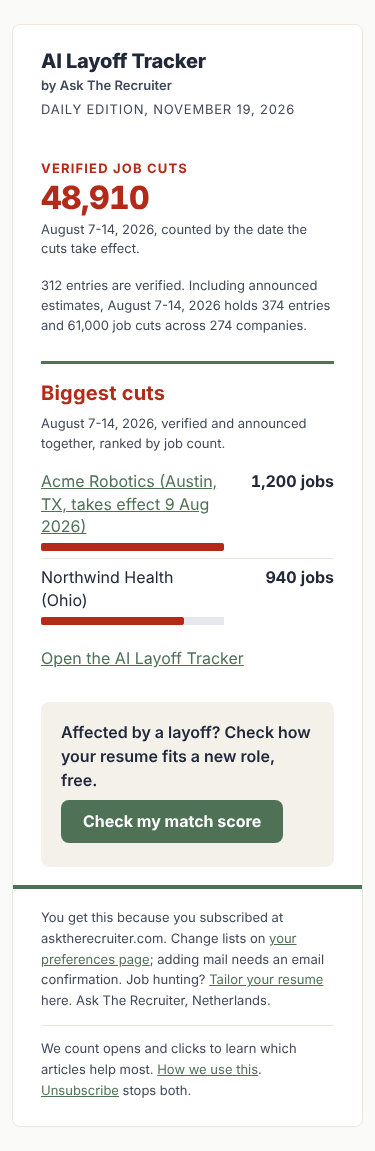 AI Layoff Tracker
by Ask The Recruiter
DAILY EDITION, NOVEMBER 19, 2026
VERIFIED JOB CUTS
48,910
August 7-14, 2026, counted by the date the
cuts take effect.
312 entries are verified. Including announced
estimates, August 7-14, 2026 holds 374 entries
and 61,000 job cuts across 274 companies.
Biggest cuts
August 7-14, 2026, verified and announced
together, ranked by job count.
Acme Robotics (Austin, 1,200 jobs
TX, takes effect 9 Aug
2026)
Northwind Health 940 jobs
(Ohio)
Open the AI Layoff Tracker
Affected by a layoff? Check how
your resume fits a new role,
free.
Check my match score
You get this because you subscribed at
asktherecruiter.com. Change lists on your
preferences page; adding mail needs an email
confirmation. Job hunting? Tailor your resume
here. Ask The Recruiter, Netherlands.
We count opens and clicks to learn which
articles help most. How we use this.
Unsubscribe stops both.